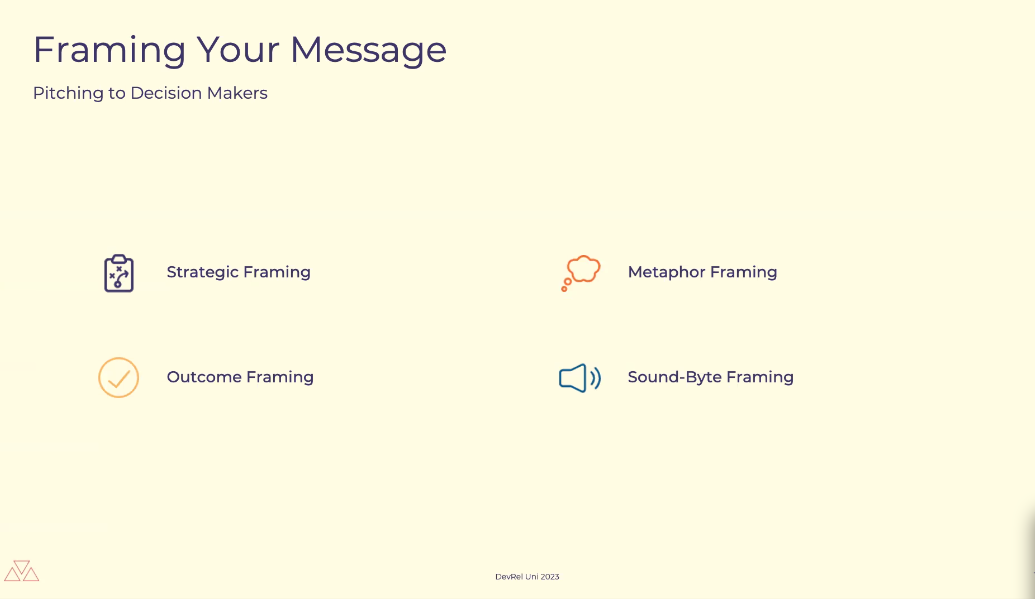 Framing Your Message
Pitching to Decision Makers
Strategic Framing
Metaphor Framing
Outcome Framing
Sound-Byte Framing
DevRel Uni 2023